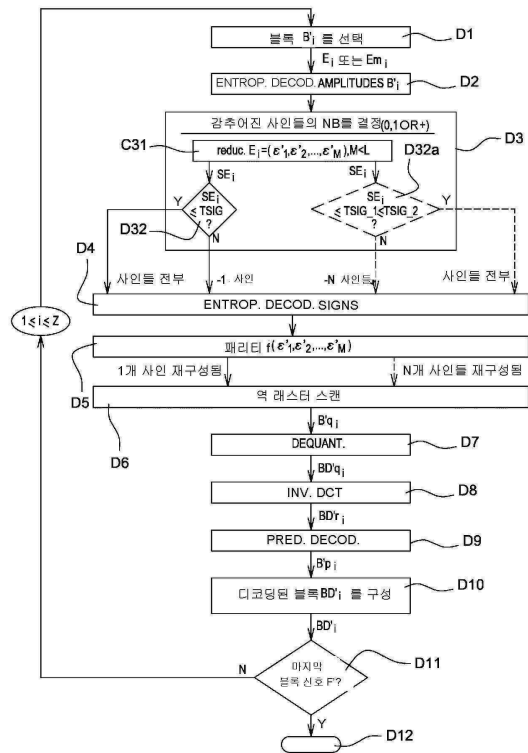 블록 B'i 를 선택
D1
Ei 또는 Emi
ENTROP. DECOD. AMPLITUDES B'i
D2
감추어진 사인들의 NB를 결정(0,1OR+)
D3
C31
reduc. Ei=(ε'1,ε'2,...,ε'M),M<L
D32a
SEi
SEi
Y
SEi
≤ TSIG
?
SEi
≤ TSIG_1≤TSIG_2
?
Y
D32
N
N
D4
사인들 전부
-1 사인
-N 사인들
사인들 전부
ENTROP. DECOD. SIGNS
1≤i≤Z
패리티 f(ε'1,ε'2,...,ε'M)
D5
1개 사인 재구성됨
N개 사인들 재구성됨
역 래스터 스캔
D6
B'qi
DEQUANT.
D7
BD'qi
INV. DCT
D8
BD'ri
PRED. DECOD.
D9
B'pi
디코딩된 블록BD'i 를 구성
D10
BD'i
N
마지막
블록 신호 F'?
D11
Y
D12